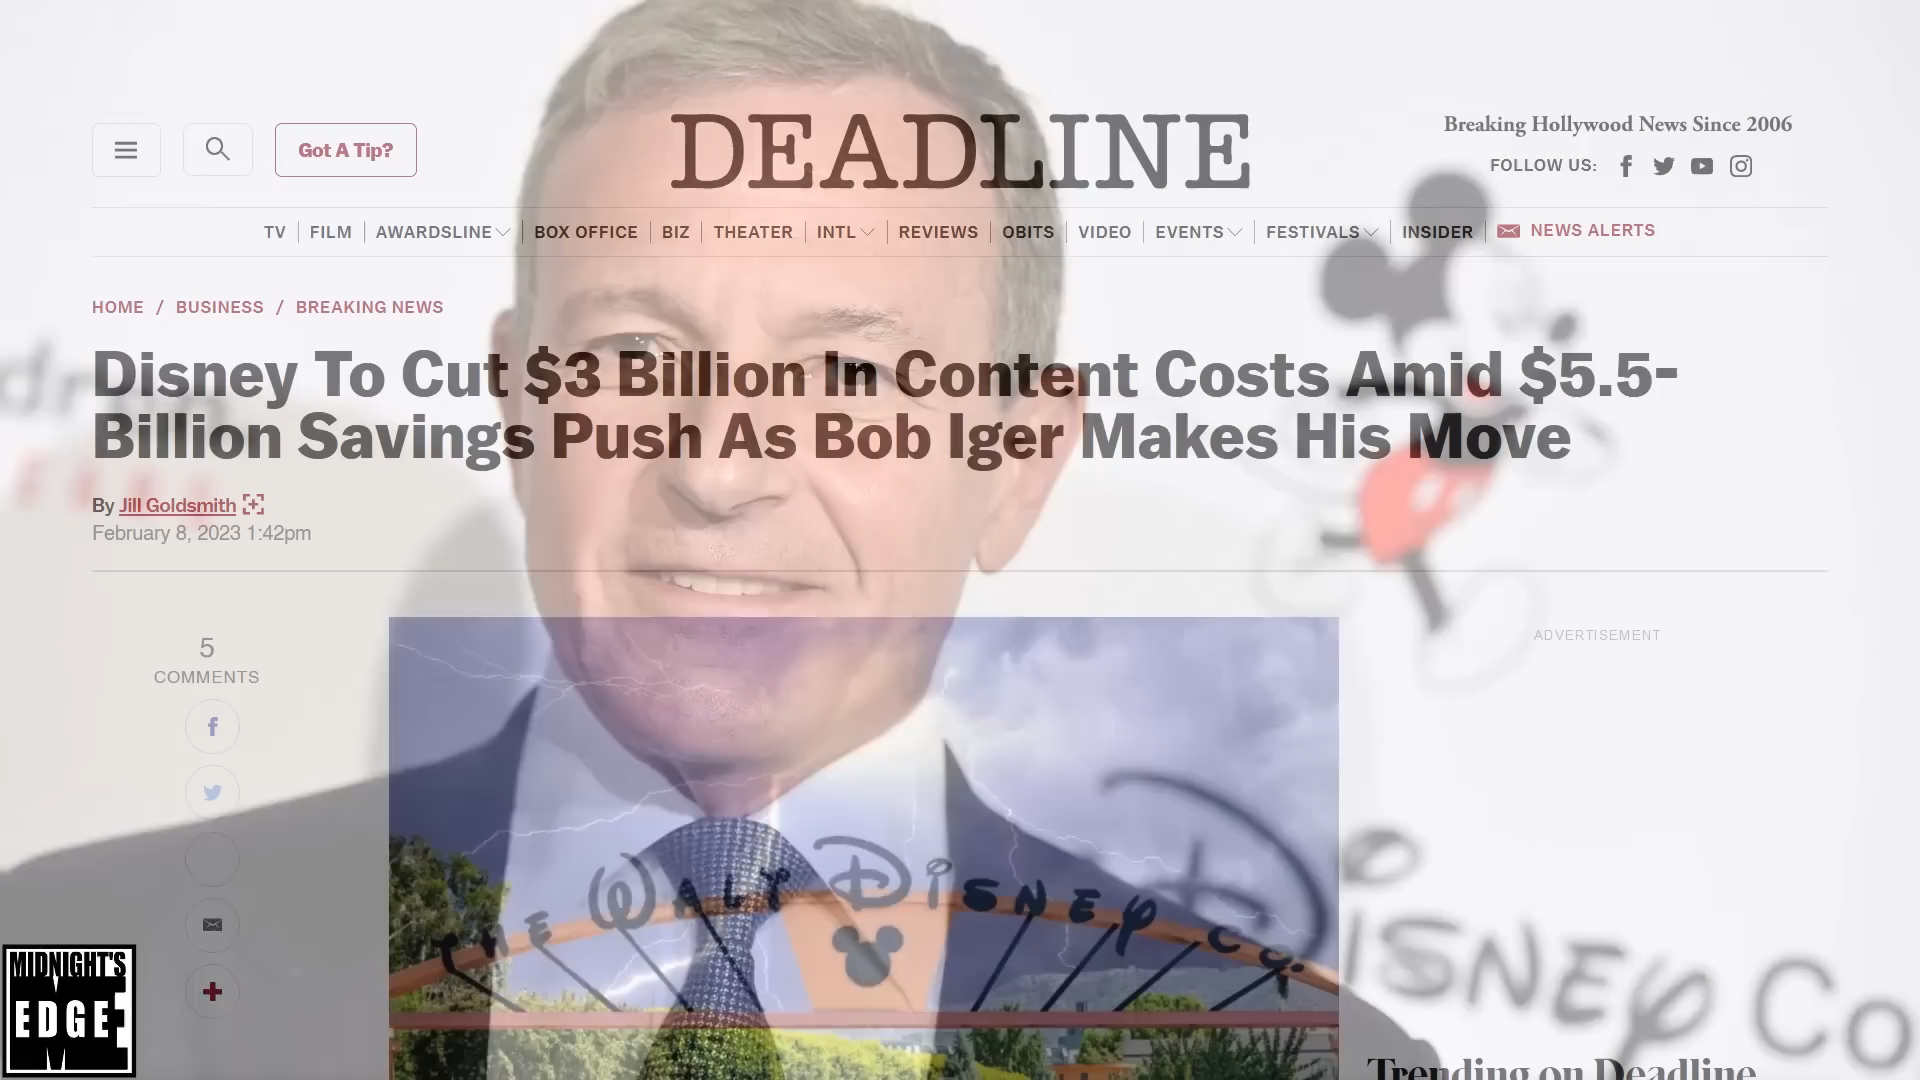 DEADLINE
Breaking Hollywood News Since 2006
Got A Tip?
FOLLOW US:
TV | FILM | AWARDSLINE | BOX OFFICE | BIZ | THEATER | INTL | REVIEWS | OBITS | VIDEO | EVENTS | FESTIVALS | INSIDER | NEWS ALERTS
HOME / BUSINESS / BREAKING NEWS
Disney To Cut $3 Billion In Content Costs Amid $5.5-
Billion Savings Push As Bob Iger Makes His Move
By Jill Goldsmith
February 8, 2023 1:42pm
5
COMMENTS
ADVERTISEMENT
THE WALT DISNEY CO.
DISNEY Co
MIDNIGHT'S
EDGE
Trending on Deadline